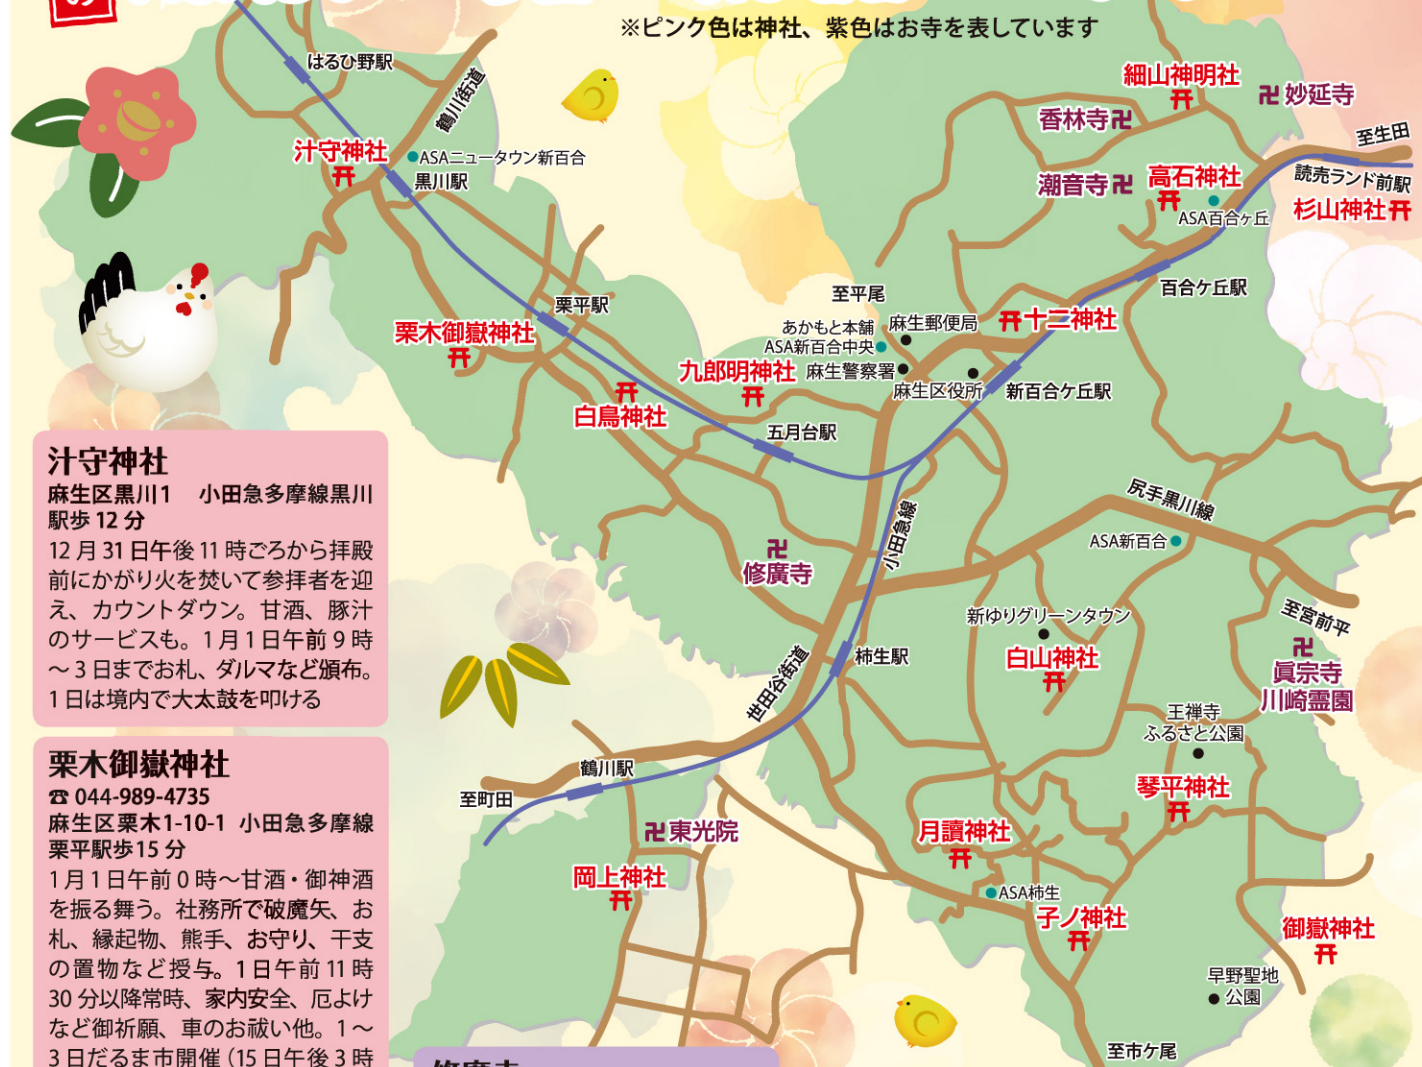 の
※ピンク色は神社、紫色はお寺を表しています
はるひ野駅
鶴川街道
汁守神社
ASAニュータウン新百合
黒川駅
細山神明社
妙延寺
香林寺
至生田
潮音寺
高石神社
読売ランド前駅
ASA百合ヶ丘
杉山神社
百合ケ丘駅
至平尾
栗平駅
あかもと本舗
ASA新百合中央
麻生郵便局
十二神社
栗木御嶽神社
九郎明神社
麻生警察署
麻生区役所
新百合ケ丘駅
白鳥神社
五月台駅
尻手黒川線
小田急線
ASA新百合
修廣寺
新ゆりグリーンタウン
至宮前平
白山神社
柿生駅
世田谷街道
眞宗寺
川崎霊園
王禅寺
ふるさと公園
鶴川駅
至町田
琴平神社
東光院
月讀神社
岡上神社
ASA柿生
子ノ神社
御嶽神社
早野聖地
公園
至市ケ尾
汁守神社
麻生区黒川1　小田急多摩線黒川
駅歩 12 分
12 月 31 日午後 11 時ごろから拝殿
前にかがり火を焚いて参拝者を迎
え、カウントダウン。甘酒、豚汁
のサービスも。1 月 1 日午前 9 時
～ 3 日までお札、ダルマなど頒布。
1 日は境内で大太鼓を叩ける
栗木御嶽神社
☎ 044-989-4735
麻生区栗木1-10-1 小田急多摩線
栗平駅歩 15 分
1 月 1 日午前 0 時～甘酒・御神酒
を振る舞う。社務所で破魔矢、お
札、縁起物、熊手、お守り、干支
の置物など授与。1 日午前 11 時
30 分以降常時、家内安全、厄よけ
など御祈願、車のお祓い他。1～
3 日だるま市開催（15 日午後 3 時